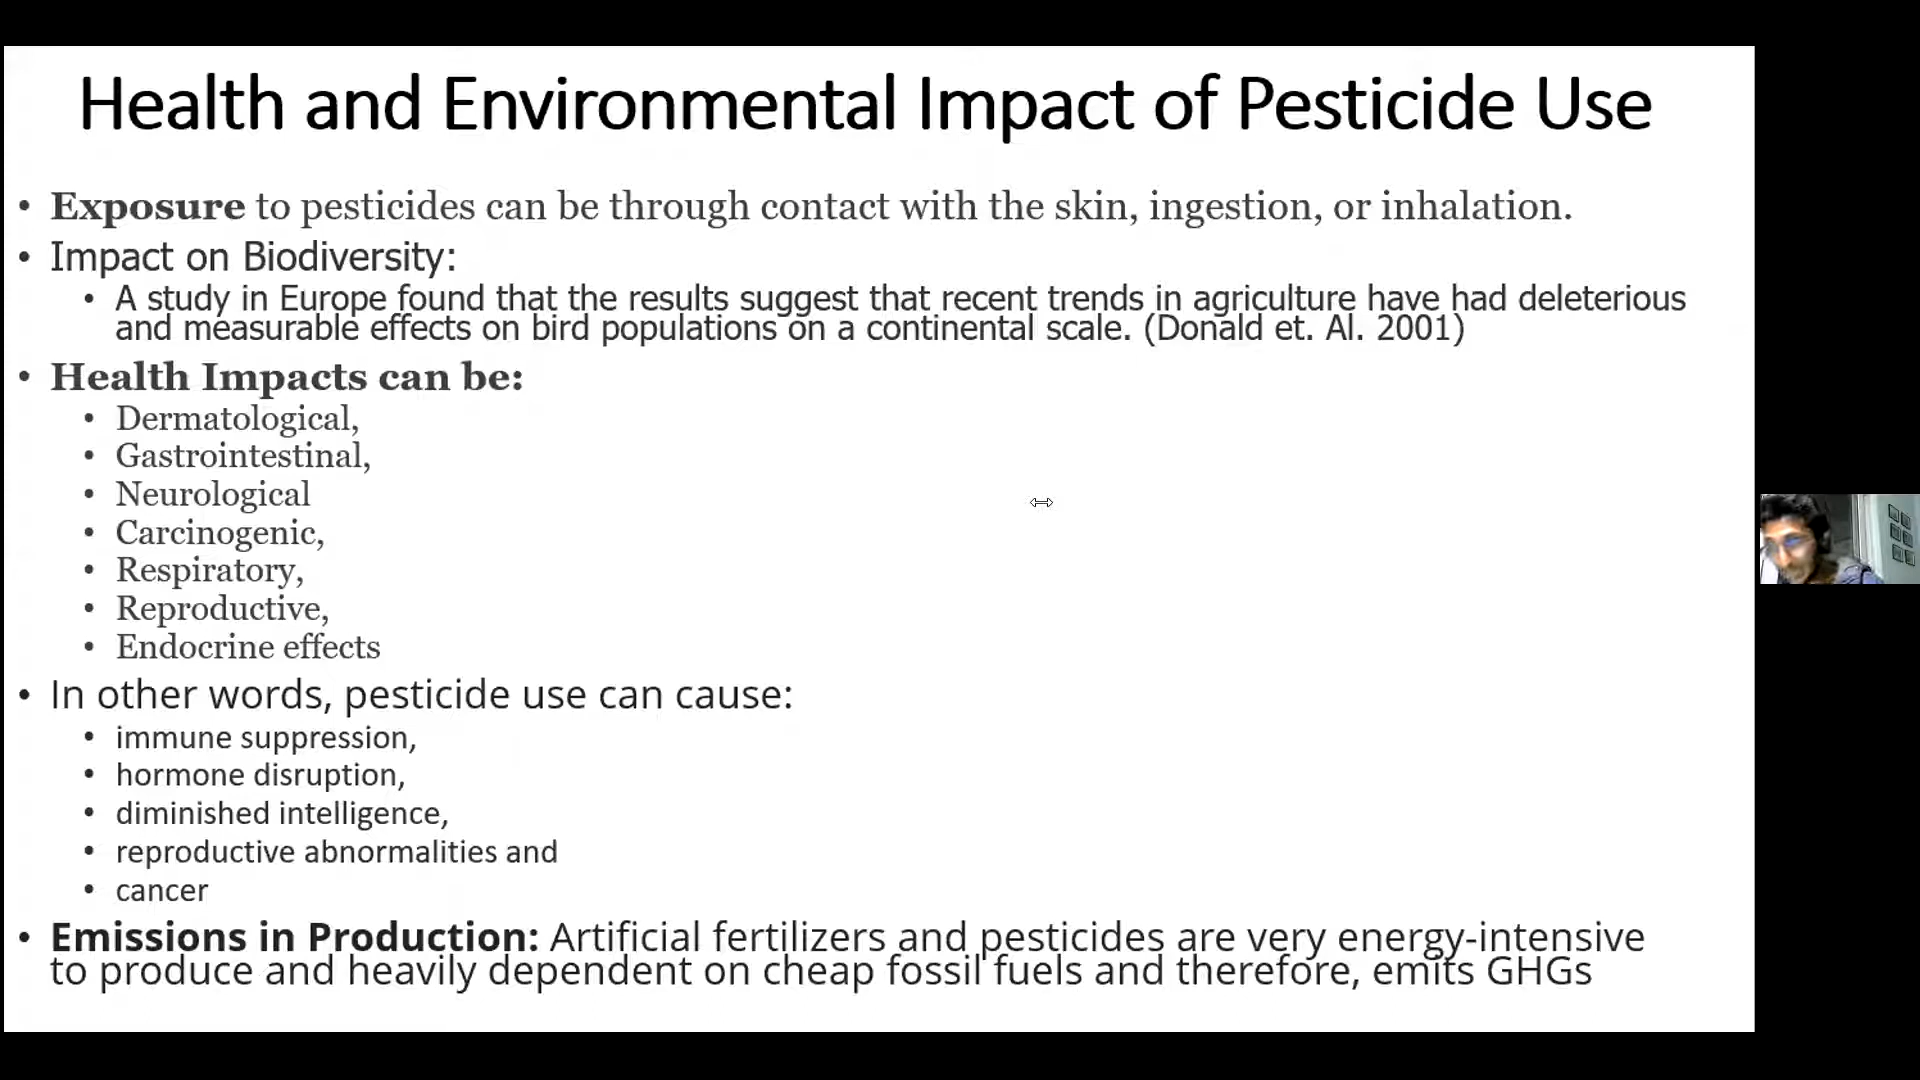 Health and Environmental Impact of Pesticide Use
• Exposure to pesticides can be through contact with the skin, ingestion, or inhalation.
• Impact on Biodiversity:
• A study in Europe found that the results suggest that recent trends in agriculture have had deleterious
and measurable effects on bird populations on a continental scale. (Donald et. Al. 2001)
• Health Impacts can be:
• Dermatological,
• Gastrointestinal,
• Neurological
• Carcinogenic,
• Respiratory,
• Reproductive,
• Endocrine effects
• In other words, pesticide use can cause:
• immune suppression,
• hormone disruption,
• diminished intelligence,
• reproductive abnormalities and
• cancer
• Emissions in Production: Artificial fertilizers and pesticides are very energy-intensive
to produce and heavily dependent on cheap fossil fuels and therefore, emits GHGs